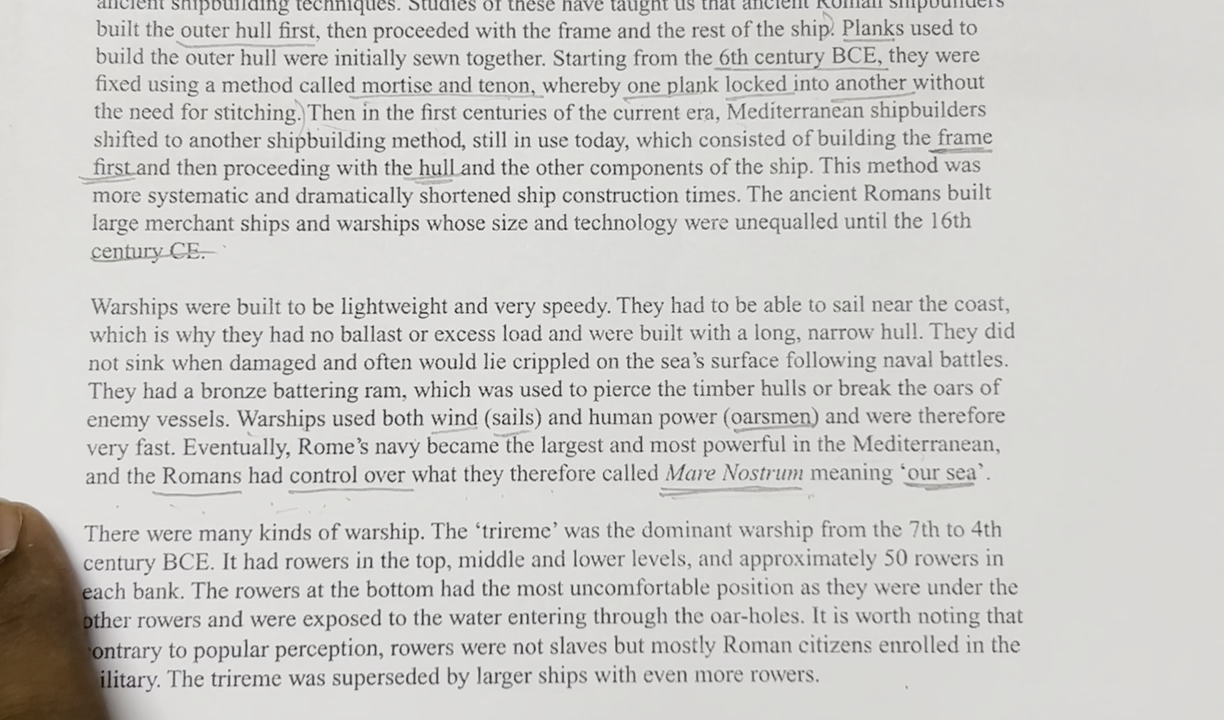 ancient shipbuilding techniques. Studies of these have taught us that ancient Roman shipbuilders
built the outer hull first, then proceeded with the frame and the rest of the ship. Planks used to
build the outer hull were initially sewn together. Starting from the 6th century BCE, they were
fixed using a method called mortise and tenon, whereby one plank locked into another without
the need for stitching. Then in the first centuries of the current era, Mediterranean shipbuilders
shifted to another shipbuilding method, still in use today, which consisted of building the frame
first and then proceeding with the hull and the other components of the ship. This method was
more systematic and dramatically shortened ship construction times. The ancient Romans built
large merchant ships and warships whose size and technology were unequalled until the 16th
century CE.
Warships were built to be lightweight and very speedy. They had to be able to sail near the coast,
which is why they had no ballast or excess load and were built with a long, narrow hull. They did
not sink when damaged and often would lie crippled on the sea's surface following naval battles.
They had a bronze battering ram, which was used to pierce the timber hulls or break the oars of
enemy vessels. Warships used both wind (sails) and human power (oarsmen) and were therefore
very fast. Eventually, Rome's navy became the largest and most powerful in the Mediterranean,
and the Romans had control over what they therefore called Mare Nostrum meaning ‘our sea’.
There were many kinds of warship. The ‘trireme’ was the dominant warship from the 7th to 4th
century BCE. It had rowers in the top, middle and lower levels, and approximately 50 rowers in
each bank. The rowers at the bottom had the most uncomfortable position as they were under the
other rowers and were exposed to the water entering through the oar-holes. It is worth noting that
ontrary to popular perception, rowers were not slaves but mostly Roman citizens enrolled in the
ilitary. The trireme was superseded by larger ships with even more rowers.